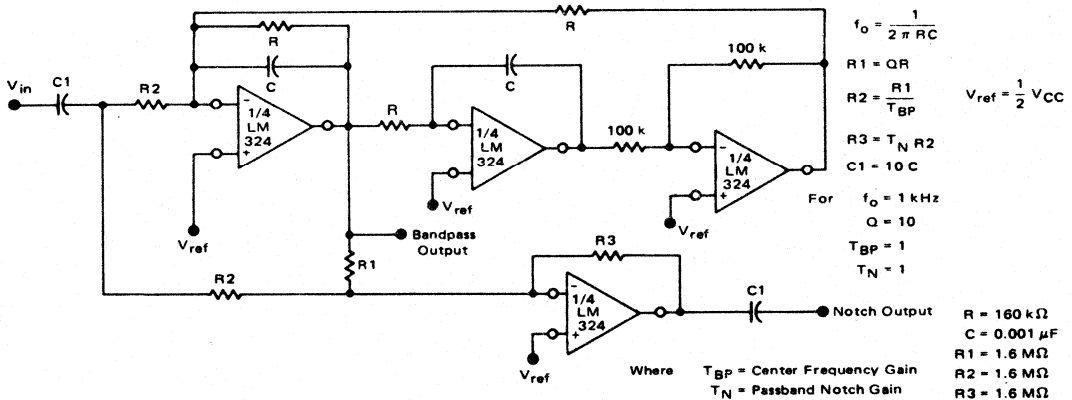 R
R
C
C1
Vin
R2
1/4
LM
324
Vref
R
C
1/4
LM
324
Vref
100 k
100 k
1/4
LM
324
Vref
Bandpass
Output
R1
R2
R3
1/4
LM
324
Vref
C1
Notch Output
fo = 1 / 2 π RC
R1 = QR
R2 = R1 / TBP
R3 = TN R2
C1 = 10 C
Vref = 1/2 VCC
For fo = 1 kHz
Q = 10
TBP = 1
TN = 1
R = 160 kΩ
C = 0.001 μF
R1 = 1.6 MΩ
R2 = 1.6 MΩ
R3 = 1.6 MΩ
Where TBP = Center Frequency Gain
TN = Passband Notch Gain